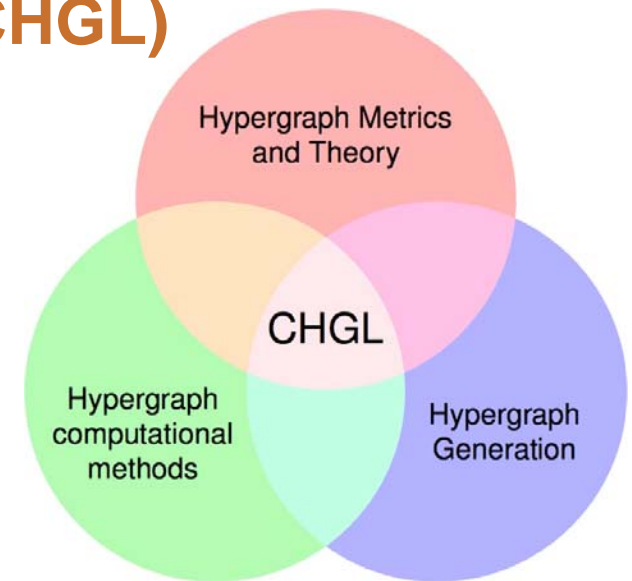 CHGL)
Hypergraph Metrics
and Theory
CHGL
Hypergraph
computational
methods
Hypergraph
Generation